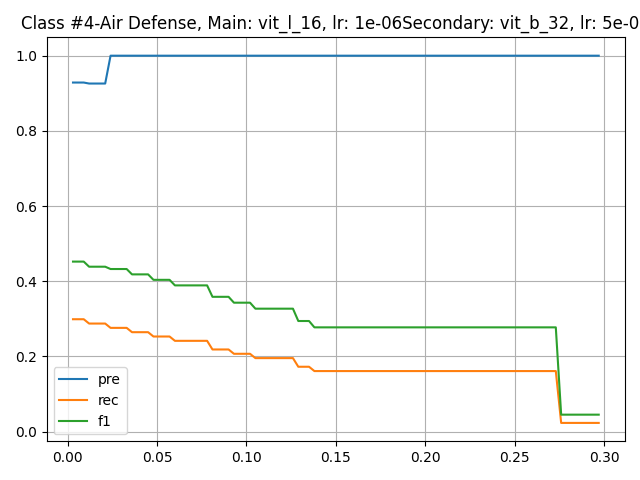 Class #4-Air Defense, Main: vit_l_16, lr: 1e-06Secondary: vit_b_32, lr: 5e-0
1.0
0.8
0.6
0.4
0.2
0.0
pre
rec
f1
0.00 0.05 0.10 0.15 0.20 0.25 0.30